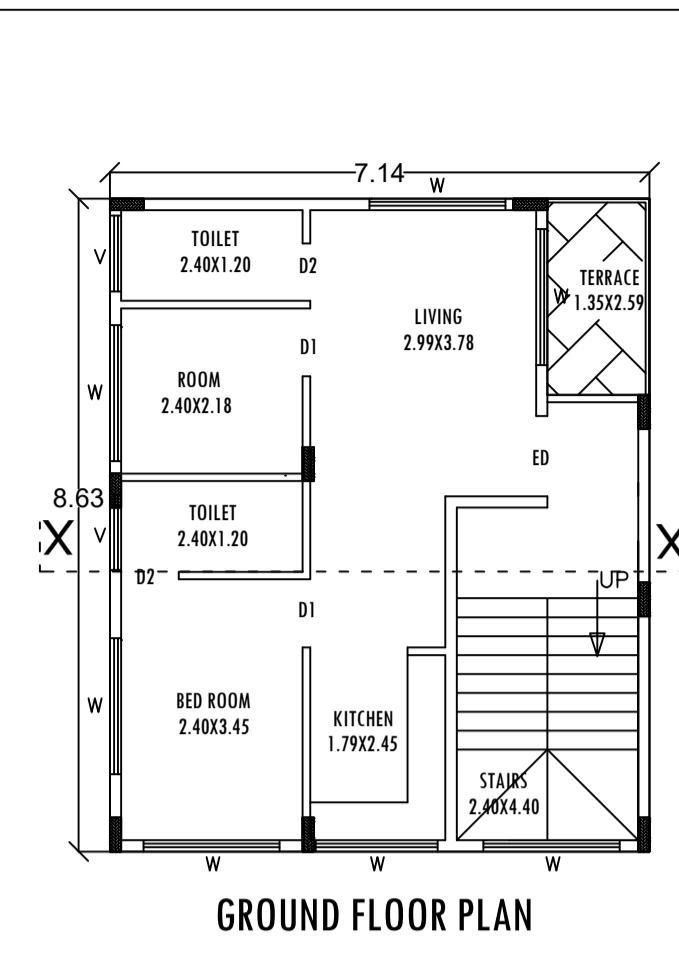 7.14
W
TOILET
2.40X1.20
V
D2
TERRACE
1.35X2.59
W
LIVING
2.99X3.78
D1
ROOM
2.40X2.18
W
ED
8.63
TOILET
2.40X1.20
V
X
X
D2
UP
D1
BED ROOM
2.40X3.45
W
KITCHEN
1.79X2.45
STAIRS
2.40X4.40
W
W
W
GROUND FLOOR PLAN